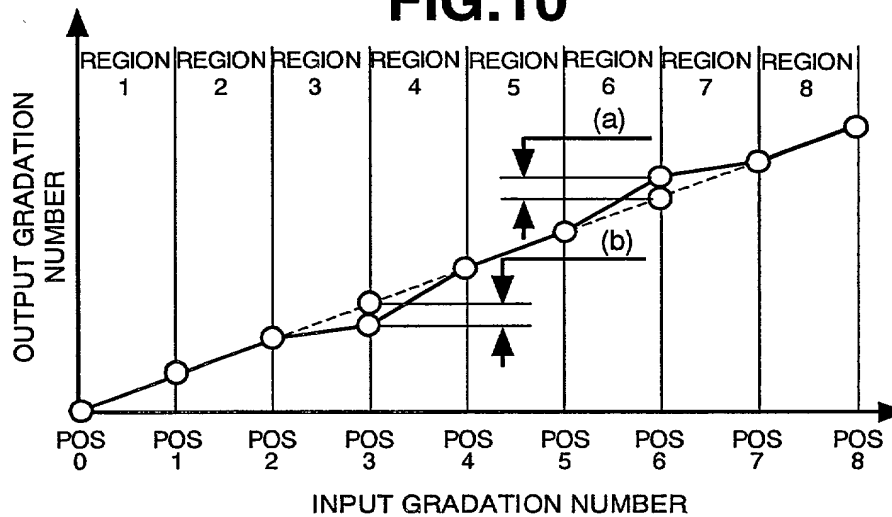 FIG.10
REGION 1 REGION 2 REGION 3 REGION 4 REGION 5 REGION 6 REGION 7 REGION 8
(a)
(b)
OUTPUT GRADATION
NUMBER
POS 0 POS 1 POS 2 POS 3 POS 4 POS 5 POS 6 POS 7 POS 8
INPUT GRADATION NUMBER